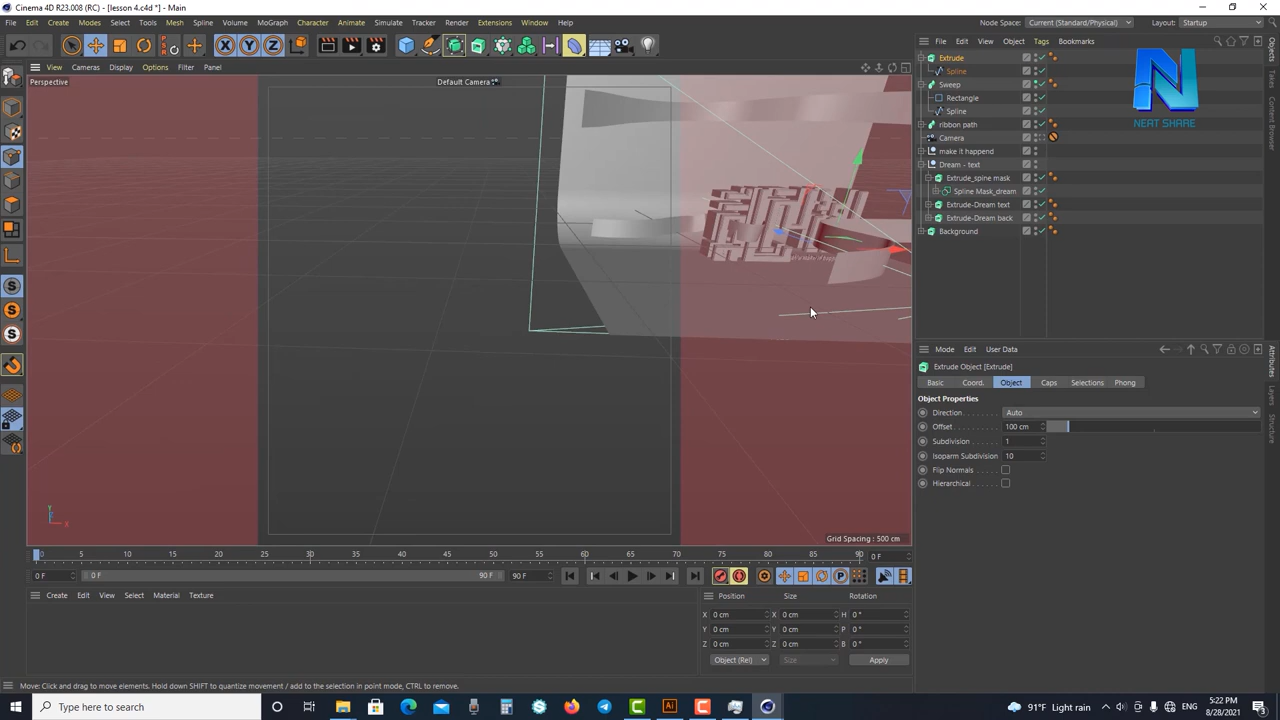 Cinema 4D R23.008 (RC) - [lesson 4.c4d *] - Main
File Edit Create Modes Select Tools Mesh Spline Volume MoGraph Character Animate Simulate Tracker Render Extensions Window Help
Node Space: Current (Standard/Physical) Layout: Startup
View Cameras Display Options Filter Panel
Perspective
Default Camera
Grid Spacing : 500 cm
File Edit View Object Tags Bookmarks
Extrude
Spline
Sweep
Rectangle
Spline
ribbon path
Camera
make it happend
Dream - text
Extrude_spine mask
Spline Mask_dream
Extrude-Dream text
Extrude-Dream back
Background
NEAT SHARE
Objects
Takes
Content Browser
Mode Edit User Data
Extrude Object [Extrude]
Basic Coord. Object Caps Selections Phong
Object Properties
Direction Auto
Offset 100 cm
Subdivision 1
Isoparm Subdivision 10
Flip Normals
Hierarchical
Attributes
Layers
Structure
0 5 10 15 20 25 30 35 40 45 50 55 60 65 70 75 80 85 90 0 F
0 F 0 F 90 F 90 F
Create Edit View Select Material Texture
Position Size Rotation
X 0 cm X 0 cm H 0 °
Y 0 cm Y 0 cm P 0 °
Z 0 cm Z 0 cm B 0 °
Object (Rel) Size Apply
Move: Click and drag to move elements. Hold down SHIFT to quantize movement / add to the selection in point mode, CTRL to remove.
Type here to search
91°F Light rain ENG 5:22 PM
8/28/2021